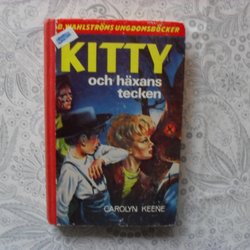 B. WAHLSTRÖMS UNGDOMSBÖCKER
KITTY
och häxans
tecken
CAROLYN KEENE